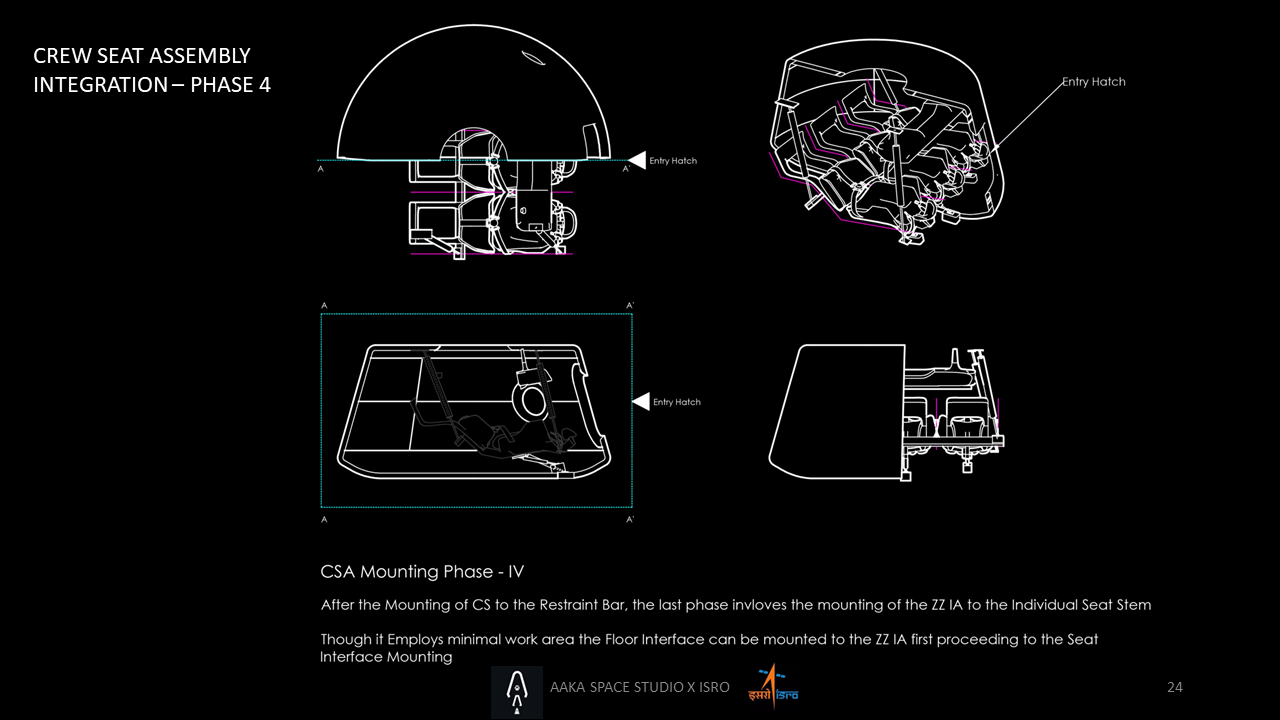 CREW SEAT ASSEMBLY
INTEGRATION – PHASE 4
Entry Hatch
A
A'
Entry Hatch
A
A'
Entry Hatch
A
A'
CSA Mounting Phase - IV
After the Mounting of CS to the Restraint Bar, the last phase invloves the mounting of the ZZ IA to the Individual Seat Stem
Though it Employs minimal work area the Floor Interface can be mounted to the ZZ IA first proceeding to the Seat
Interface Mounting
AAKA SPACE STUDIO X ISRO
इसरो isro
24